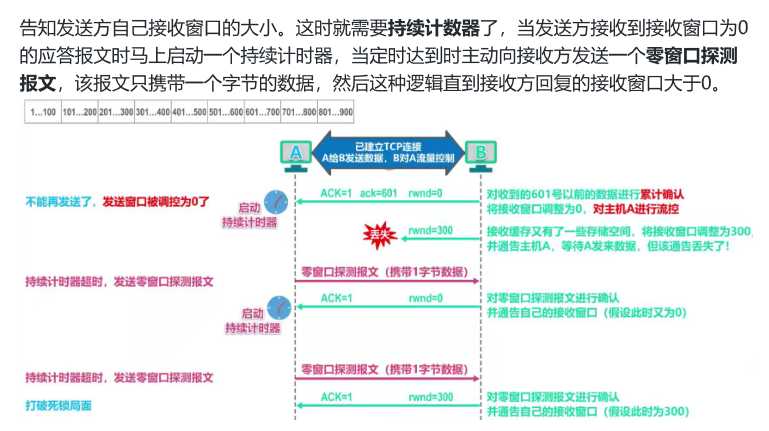 告知发送方自己接收窗口的大小。这时就需要持续计数器了，当发送方接收到接收窗口为0
的应答报文时马上启动一个持续计时器，当定时达到时主动向接收方发送一个零窗口探测
报文，该报文只携带一个字节的数据，然后这种逻辑直到接收方回复的接收窗口大于0。
1...100 101...200 201...300 301...400 401...500 501...600 601...700 701...800 801...900
A
已建立TCP连接
A给B发送数据，B对A流量控制
B
不能再发送了，发送窗口被调控为0了
启动
持续计时器
ACK=1 ack=601 rwnd=0
对收到的601号以前的数据进行累计确认
将接收窗口调整为0，对主机A进行流控
丢失
rwnd=300
接收缓存又有了一些存储空间，将接收窗口调整为300，
并通告主机A，等待A发来数据，但该通告丢失了！
持续计时器超时，发送零窗口探测报文
零窗口探测报文（携带1字节数据）
启动
持续计时器
ACK=1 rwnd=0
对零窗口探测报文进行确认
并通告自己的接收窗口（假设此时又为0）
持续计时器超时，发送零窗口探测报文
零窗口探测报文（携带1字节数据）
打破死锁局面
ACK=1 rwnd=300
对零窗口探测报文进行确认
并通告自己的接收窗口（假设此时为300）